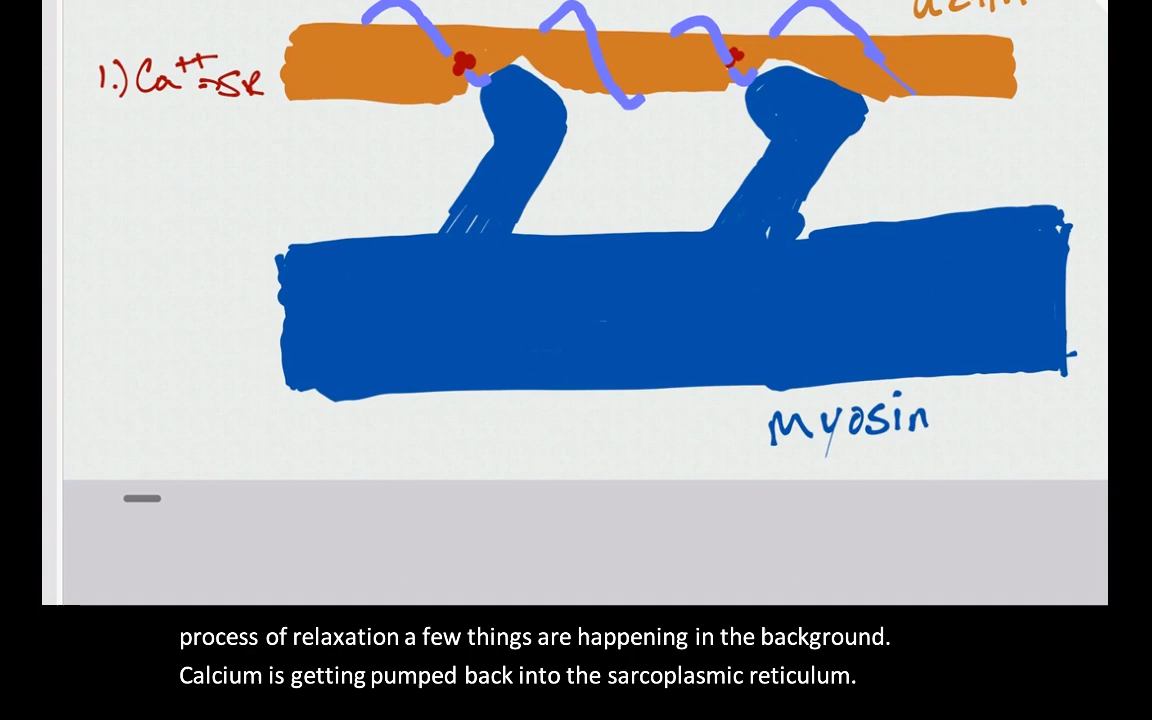 actin
1.) Ca++ → SR
myosin
process of relaxation a few things are happening in the background.
Calcium is getting pumped back into the sarcoplasmic reticulum.